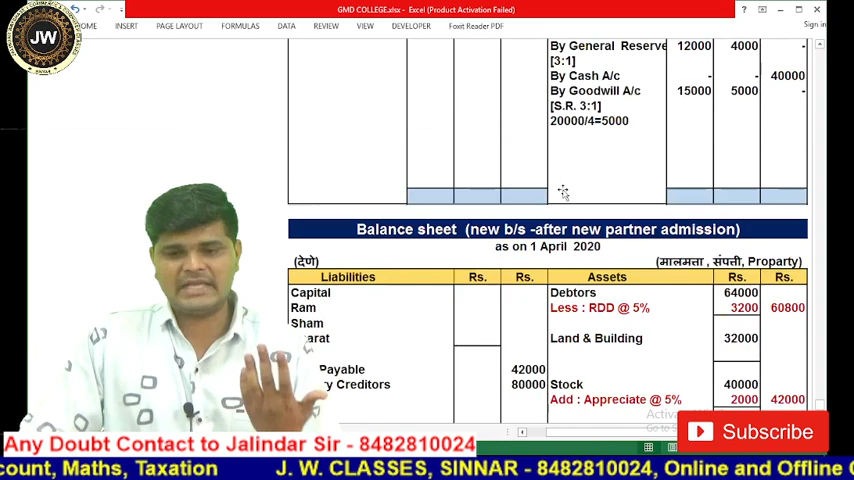 GMD COLLEGE.xlsx - Excel (Product Activation Failed)
Sign in
HOME INSERT PAGE LAYOUT FORMULAS DATA REVIEW VIEW DEVELOPER Foxit Reader PDF
JW
By General Reserve 12000 4000 -
[3:1]
By Cash A/c - - 40000
By Goodwill A/c 15000 5000 -
[S.R. 3:1]
20000/4=5000
Balance sheet (new b/s -after new partner admission)
as on 1 April 2020
(देणे) (मालमत्ता , संपत्ती, Proparty)
Liabilities Rs. Rs. Assets Rs. Rs.
Capital Debtors 64000
Ram Less : RDD @ 5% 3200 60800
Sham
arat Land & Building 32000
Payable 42000
Creditors 80000 Stock 40000
Add : Appreciate @ 5% 2000 42000
Subscribe
Any Doubt Contact to Jalindar Sir - 8482810024
count, Maths, Taxation J. W. CLASSES, SINNAR - 8482810024, Online and Offline